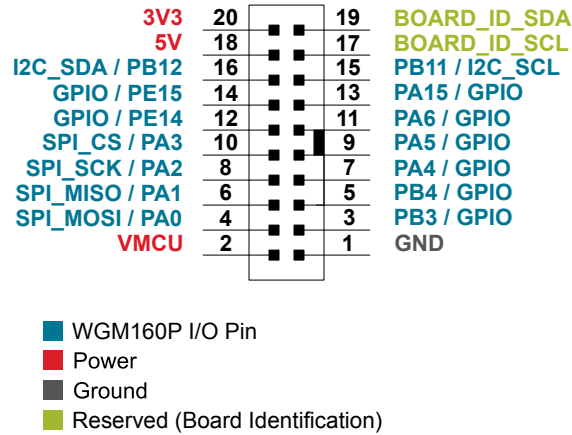 3V3 20 19 BOARD_ID_SDA
5V 18 17 BOARD_ID_SCL
I2C_SDA / PB12 16 15 PB11 / I2C_SCL
GPIO / PE15 14 13 PA15 / GPIO
GPIO / PE14 12 11 PA6 / GPIO
SPI_CS / PA3 10 9 PA5 / GPIO
SPI_SCK / PA2 8 7 PA4 / GPIO
SPI_MISO / PA1 6 5 PB4 / GPIO
SPI_MOSI / PA0 4 3 PB3 / GPIO
VMCU 2 1 GND
WGM160P I/O Pin
Power
Ground
Reserved (Board Identification)